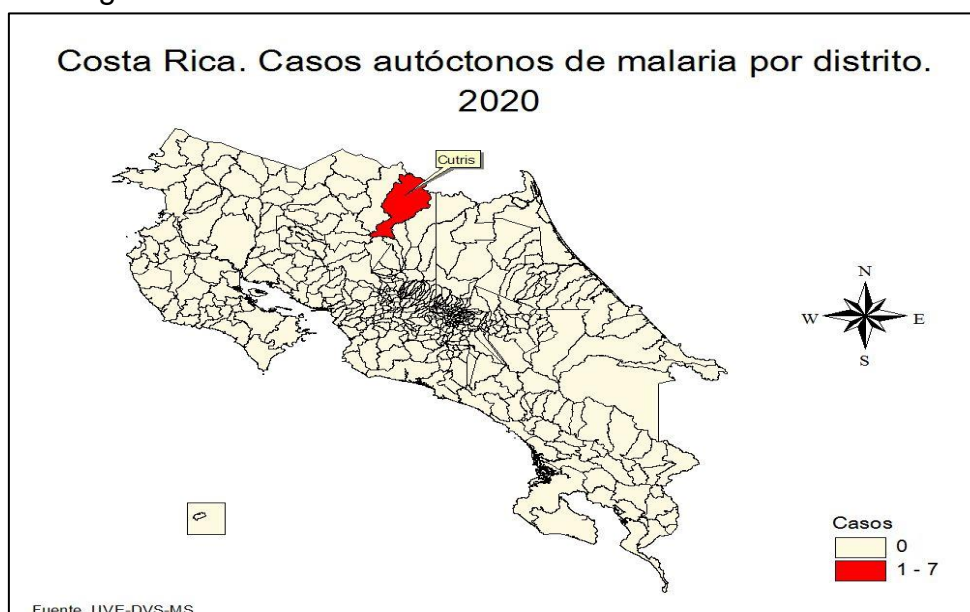 Costa Rica. Casos autóctonos de malaria por distrito.
2020
Cutris
N
W
E
S
Casos
0
1 - 7
Fuente UVE-DVS-MS